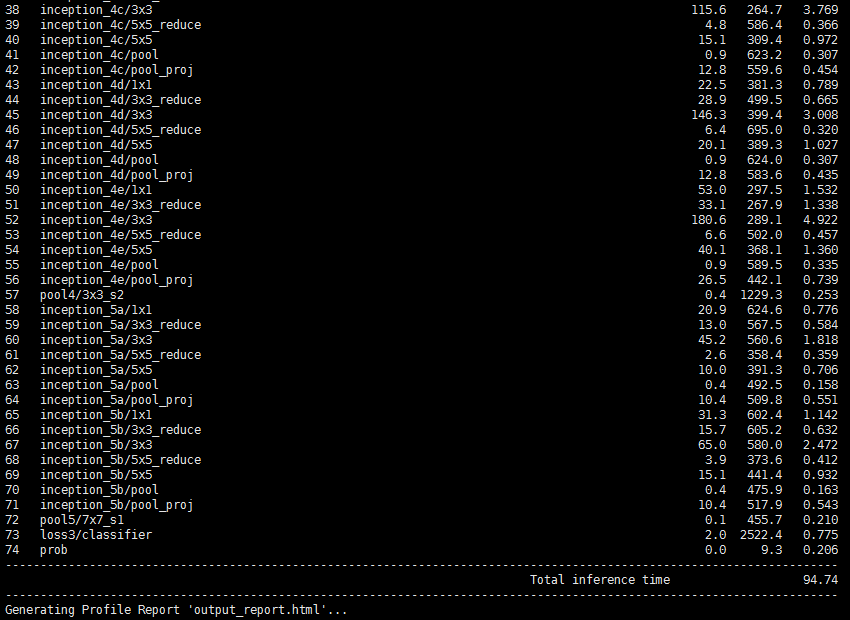 38 inception_4c/3x3 115.6 264.7 3.769
39 inception_4c/5x5_reduce 4.8 586.4 0.366
40 inception_4c/5x5 15.1 309.4 0.972
41 inception_4c/pool 0.9 623.2 0.307
42 inception_4c/pool_proj 12.8 559.6 0.454
43 inception_4d/1x1 22.5 381.3 0.789
44 inception_4d/3x3_reduce 28.9 499.5 0.665
45 inception_4d/3x3 146.3 399.4 3.008
46 inception_4d/5x5_reduce 6.4 695.0 0.320
47 inception_4d/5x5 20.1 389.3 1.027
48 inception_4d/pool 0.9 624.0 0.307
49 inception_4d/pool_proj 12.8 583.6 0.435
50 inception_4e/1x1 53.0 297.5 1.532
51 inception_4e/3x3_reduce 33.1 267.9 1.338
52 inception_4e/3x3 180.6 289.1 4.922
53 inception_4e/5x5_reduce 6.6 502.0 0.457
54 inception_4e/5x5 40.1 368.1 1.360
55 inception_4e/pool 0.9 589.5 0.335
56 inception_4e/pool_proj 26.5 442.1 0.739
57 pool4/3x3_s2 0.4 1229.3 0.253
58 inception_5a/1x1 20.9 624.6 0.776
59 inception_5a/3x3_reduce 13.0 567.5 0.584
60 inception_5a/3x3 45.2 560.6 1.818
61 inception_5a/5x5_reduce 2.6 358.4 0.359
62 inception_5a/5x5 10.0 391.3 0.706
63 inception_5a/pool 0.4 492.5 0.158
64 inception_5a/pool_proj 10.4 509.8 0.551
65 inception_5b/1x1 31.3 602.4 1.142
66 inception_5b/3x3_reduce 15.7 605.2 0.632
67 inception_5b/3x3 65.0 580.0 2.472
68 inception_5b/5x5_reduce 3.9 373.6 0.412
69 inception_5b/5x5 15.1 441.4 0.932
70 inception_5b/pool 0.4 475.9 0.163
71 inception_5b/pool_proj 10.4 517.9 0.543
72 pool5/7x7_s1 0.1 455.7 0.210
73 loss3/classifier 2.0 2522.4 0.775
74 prob 0.0 9.3 0.206
Total inference time 94.74
Generating Profile Report 'output_report.html'...